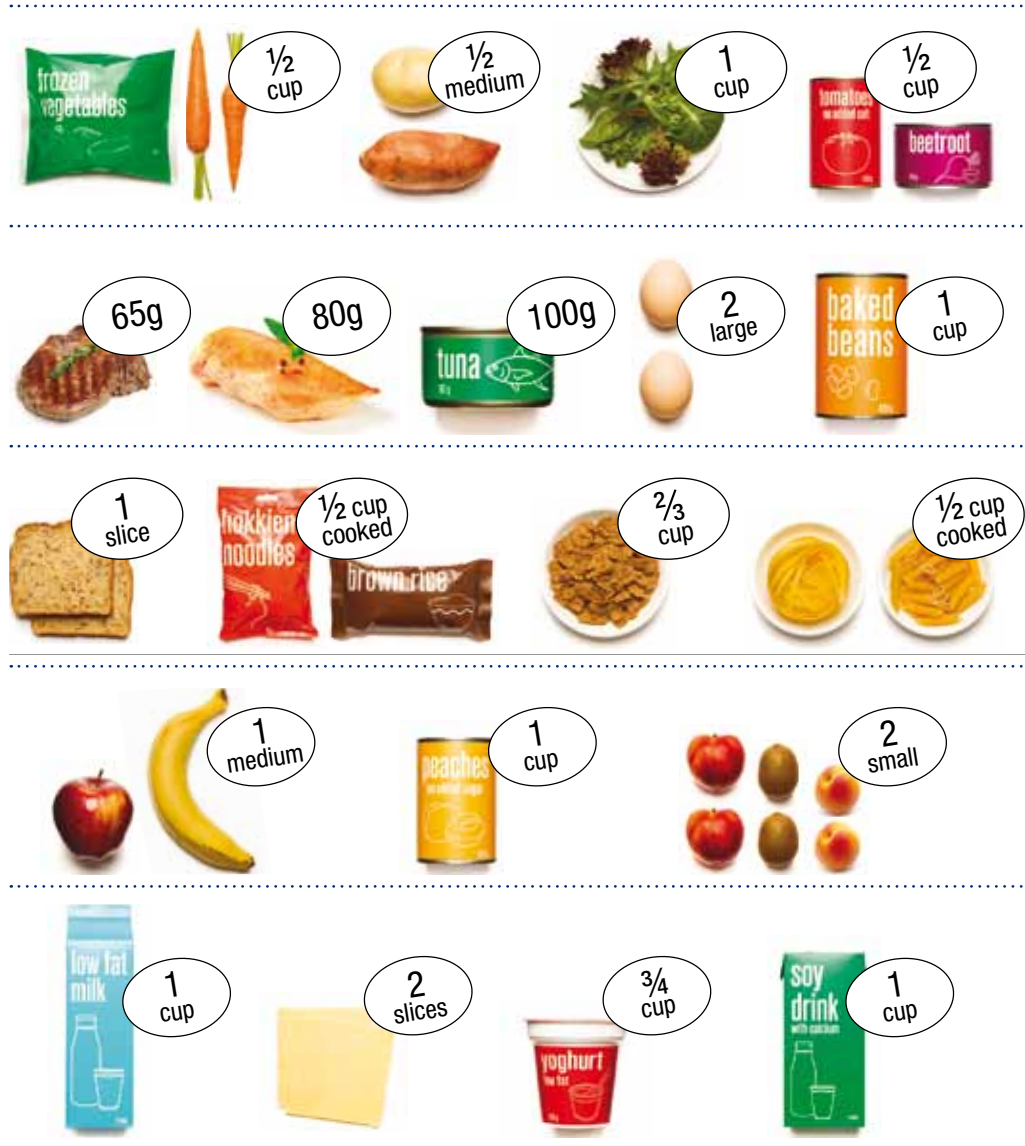 frozen
vegetables
½
cup
½
medium
1
cup
tomatoes
no added salt
beetroot
½
cup
65g
80g
tuna
100g
2
large
baked
beans
1
cup
1
slice
hokkien
noodles
½ cup
cooked
brown rice
⅔
cup
½ cup
cooked
1
medium
peaches
no added sugar
1
cup
2
small
low fat
milk
1
cup
2
slices
yoghurt
low fat
¾
cup
soy
drink
with calcium
1
cup